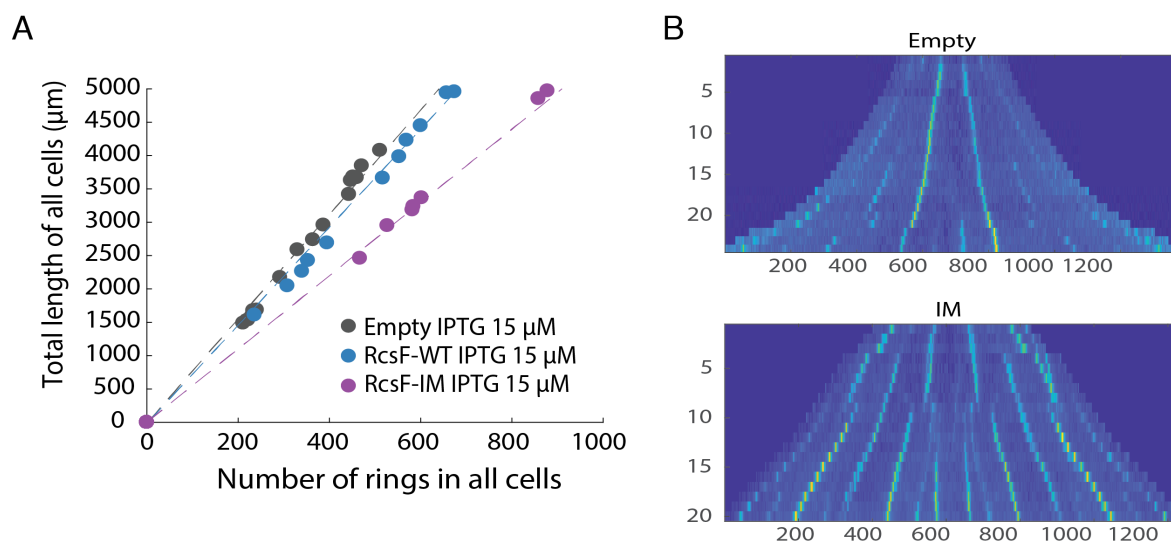 A
Total length of all cells (μm)
5000
4500
4000
3500
3000
2500
2000
1500
1000
500
0
0 200 400 600 800 1000
Number of rings in all cells
Empty IPTG 15 μM
RcsF-WT IPTG 15 μM
RcsF-IM IPTG 15 μM
B
Empty
5
10
15
20
200 400 600 800 1000 1200
IM
5
10
15
20
200 400 600 800 1000 1200